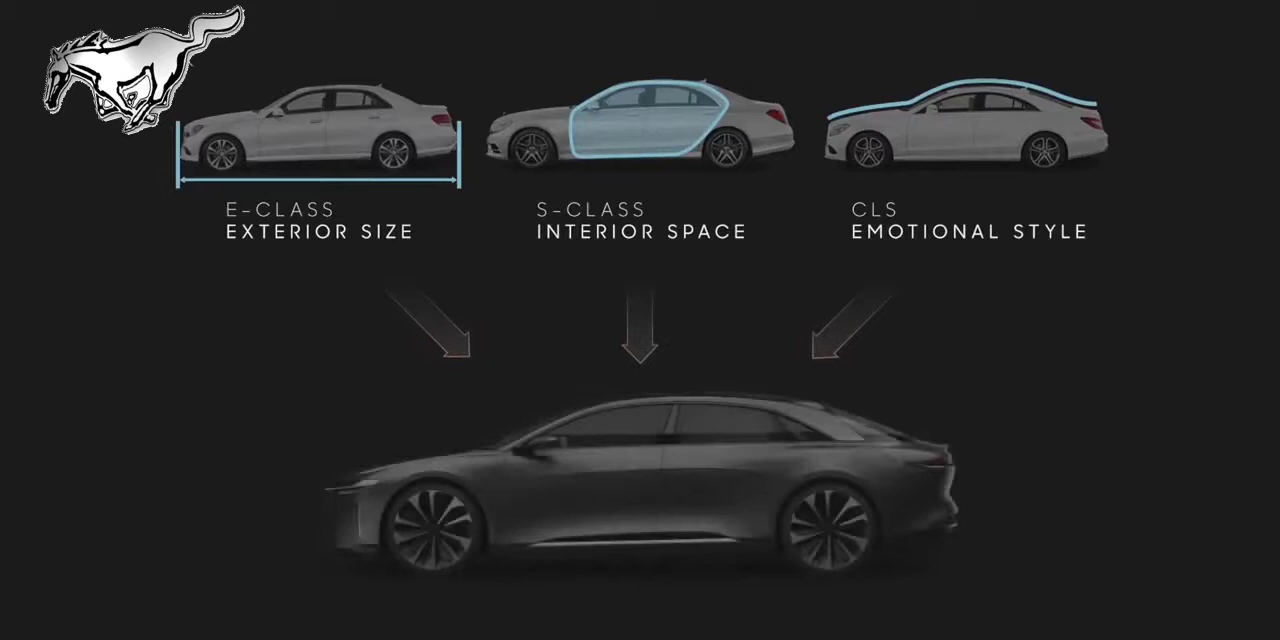 E-CLASS
EXTERIOR SIZE
S-CLASS
INTERIOR SPACE
CLS
EMOTIONAL STYLE